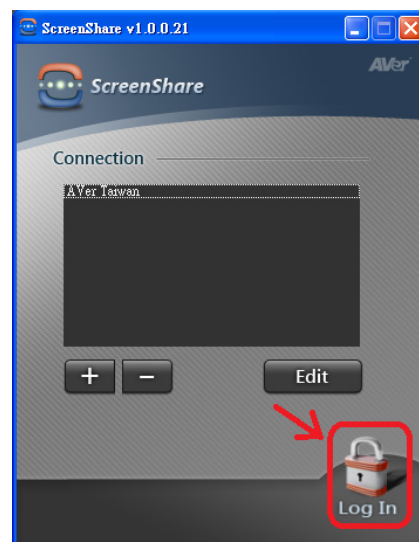 ScreenShare v1.0.0.21
AVer
ScreenShare
Connection
AVer Taiwan
+ −
Edit
Log In